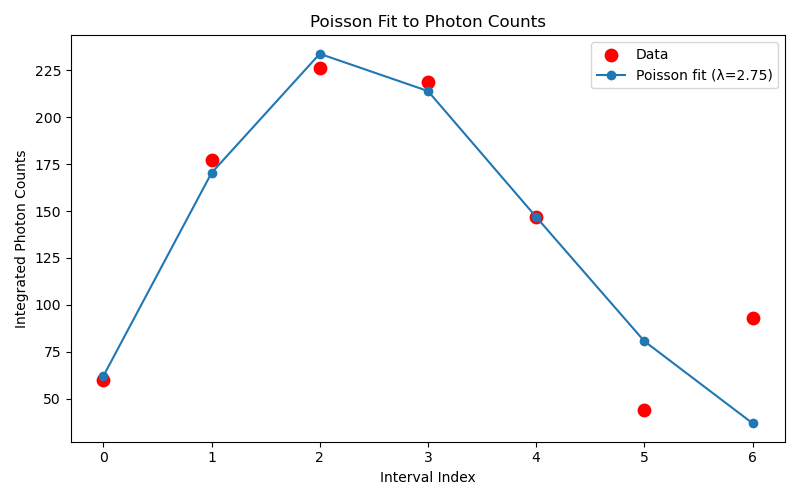 Poisson Fit to Photon Counts
Data
Poisson fit (λ=2.75)
Integrated Photon Counts
225
200
175
150
125
100
75
50
0 1 2 3 4 5 6
Interval Index